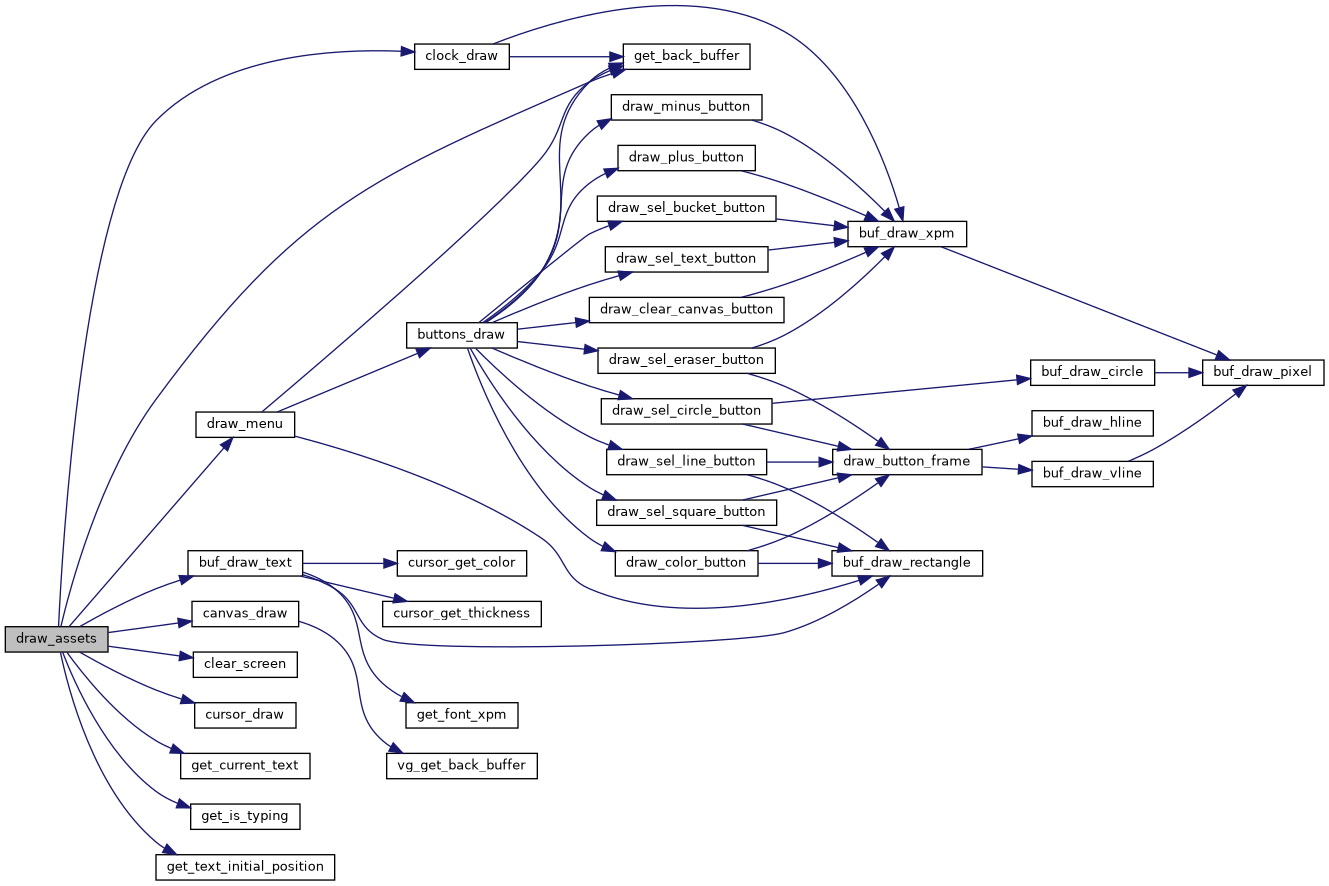 clock_draw
get_back_buffer
draw_minus_button
draw_plus_button
draw_sel_bucket_button
buf_draw_xpm
draw_sel_text_button
draw_clear_canvas_button
buttons_draw
draw_sel_eraser_button
buf_draw_circle
buf_draw_pixel
draw_sel_circle_button
draw_menu
buf_draw_hline
draw_sel_line_button
draw_button_frame
buf_draw_vline
draw_sel_square_button
buf_draw_text
cursor_get_color
draw_color_button
buf_draw_rectangle
canvas_draw
cursor_get_thickness
draw_assets
clear_screen
cursor_draw
get_font_xpm
get_current_text
vg_get_back_buffer
get_is_typing
get_text_initial_position